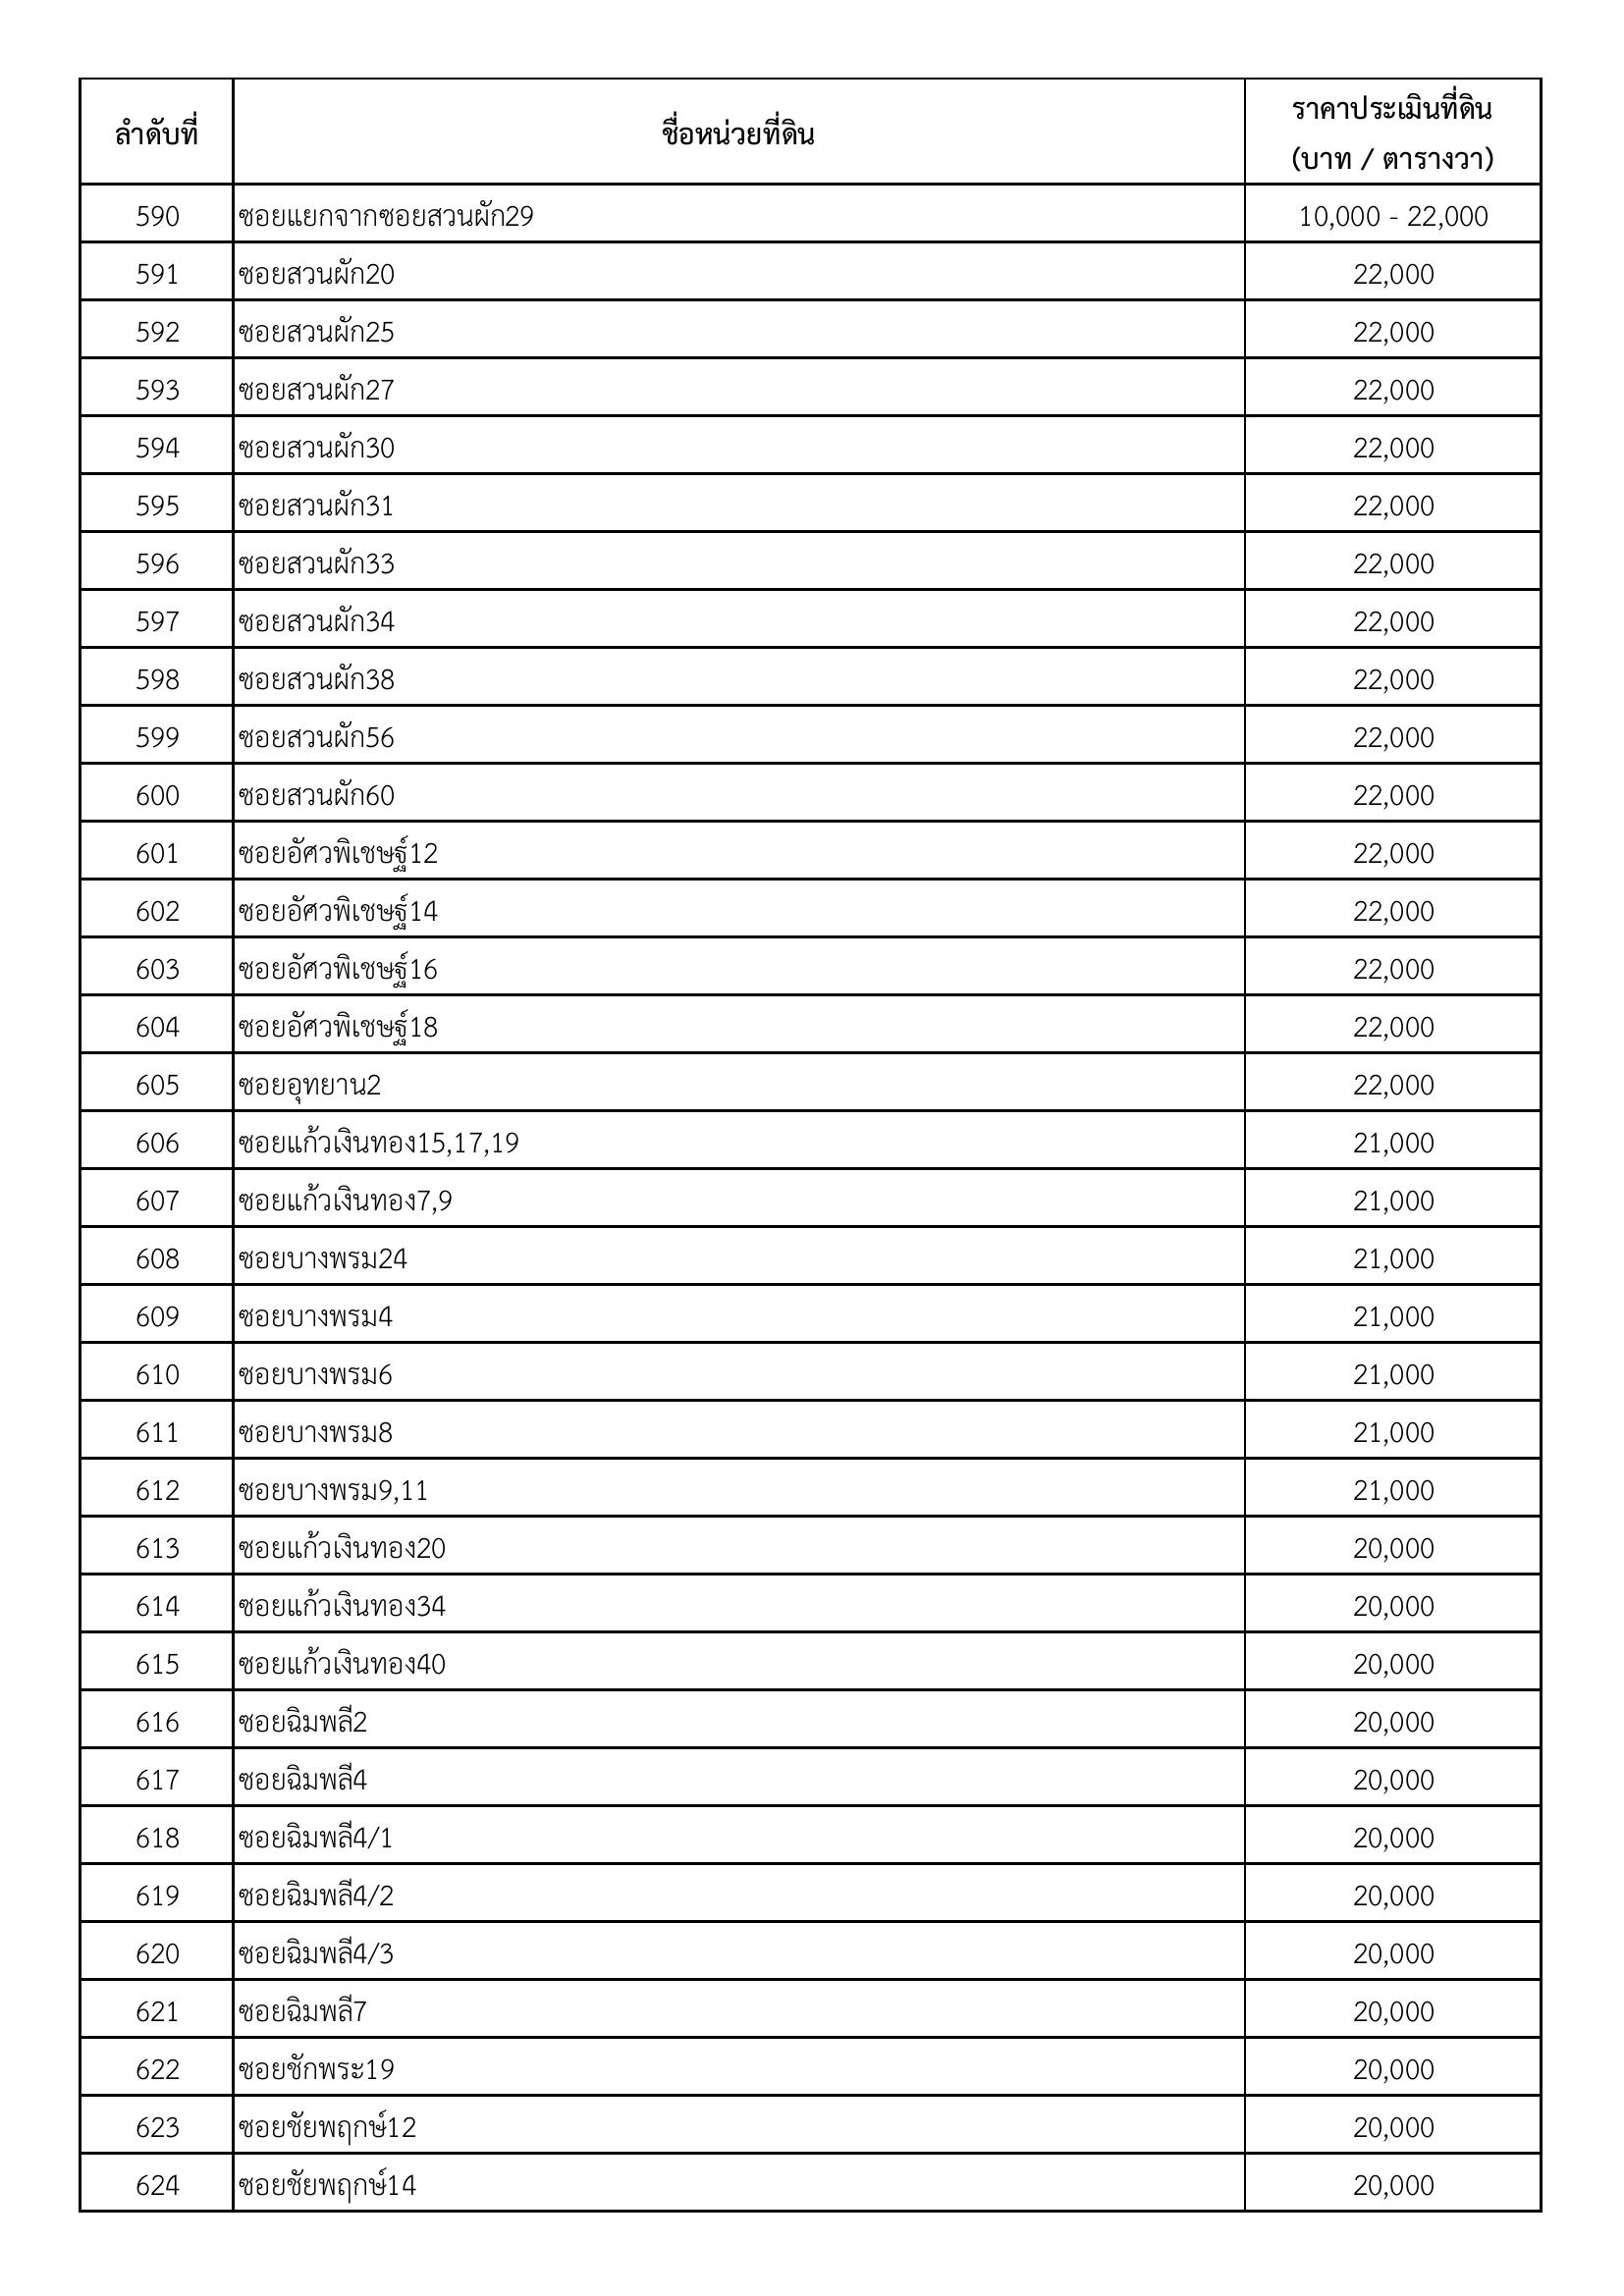 ลำดับที่ ชื่อหน่วยที่ดิน ราคาประเมินที่ดิน
(บาท / ตารางวา)
590 ซอยแยกจากซอยสวนผัก29 10,000 - 22,000
591 ซอยสวนผัก20 22,000
592 ซอยสวนผัก25 22,000
593 ซอยสวนผัก27 22,000
594 ซอยสวนผัก30 22,000
595 ซอยสวนผัก31 22,000
596 ซอยสวนผัก33 22,000
597 ซอยสวนผัก34 22,000
598 ซอยสวนผัก38 22,000
599 ซอยสวนผัก56 22,000
600 ซอยสวนผัก60 22,000
601 ซอยอัศวพิเชษฐ์12 22,000
602 ซอยอัศวพิเชษฐ์14 22,000
603 ซอยอัศวพิเชษฐ์16 22,000
604 ซอยอัศวพิเชษฐ์18 22,000
605 ซอยอุทยาน2 22,000
606 ซอยแก้วเงินทอง15,17,19 21,000
607 ซอยแก้วเงินทอง7,9 21,000
608 ซอยบางพรม24 21,000
609 ซอยบางพรม4 21,000
610 ซอยบางพรม6 21,000
611 ซอยบางพรม8 21,000
612 ซอยบางพรม9,11 21,000
613 ซอยแก้วเงินทอง20 20,000
614 ซอยแก้วเงินทอง34 20,000
615 ซอยแก้วเงินทอง40 20,000
616 ซอยฉิมพลี2 20,000
617 ซอยฉิมพลี4 20,000
618 ซอยฉิมพลี4/1 20,000
619 ซอยฉิมพลี4/2 20,000
620 ซอยฉิมพลี4/3 20,000
621 ซอยฉิมพลี7 20,000
622 ซอยชักพระ19 20,000
623 ซอยชัยพฤกษ์12 20,000
624 ซอยชัยพฤกษ์14 20,000